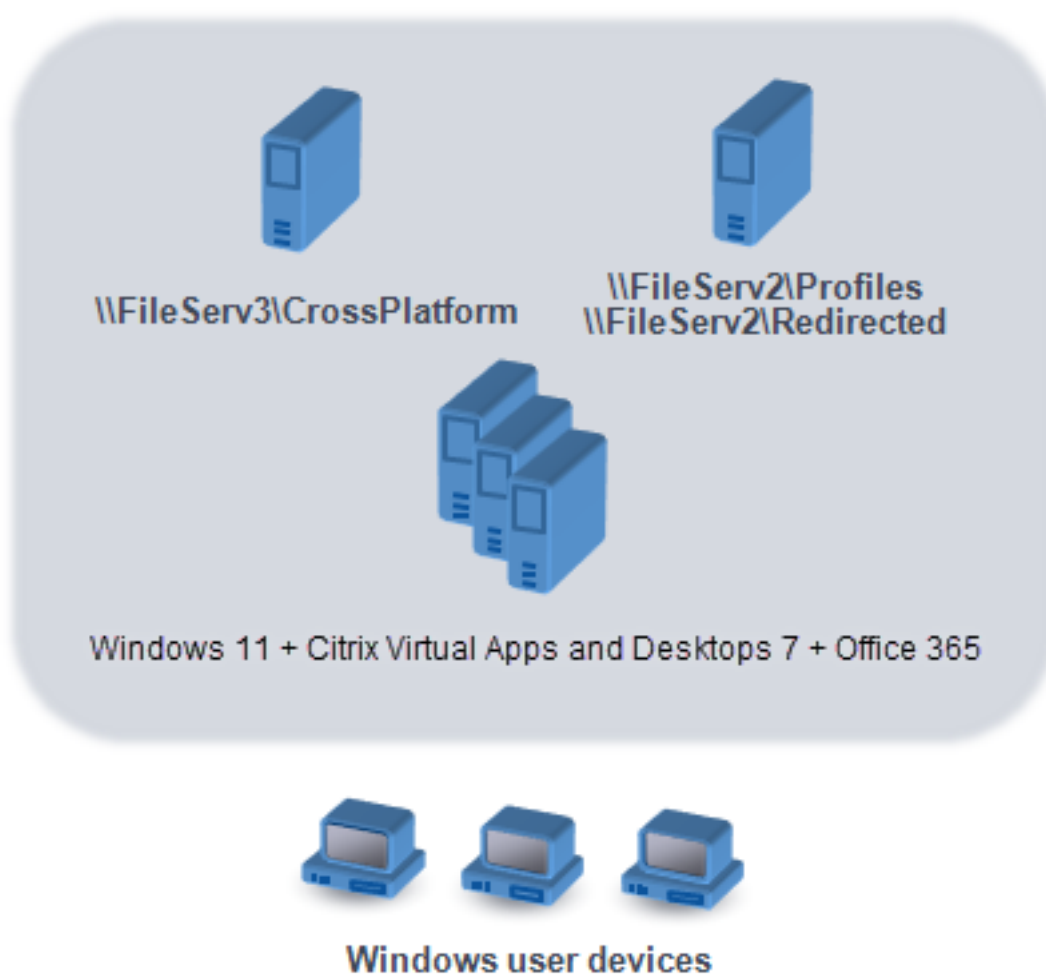 \\FileServ3\CrossPlatform
\\FileServ2\Profiles
\\FileServ2\Redirected
Windows 11 + Citrix Virtual Apps and Desktops 7 + Office 365
Windows user devices